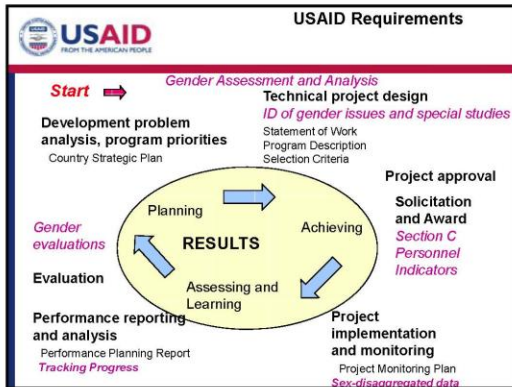 USAID
FROM THE AMERICAN PEOPLE
USAID Requirements
Gender Assessment and Analysis
Start
Technical project design
ID of gender issues and special studies
Statement of Work
Program Description
Selection Criteria
Development problem
analysis, program priorities
Country Strategic Plan
Project approval
Solicitation
and Award
Section C
Personnel
Indicators
Planning
Achieving
RESULTS
Assessing and
Learning
Gender
evaluations
Evaluation
Performance reporting
and analysis
Performance Planning Report
Tracking Progress
Project
implementation
and monitoring
Project Monitoring Plan
Sex-disaggregated data